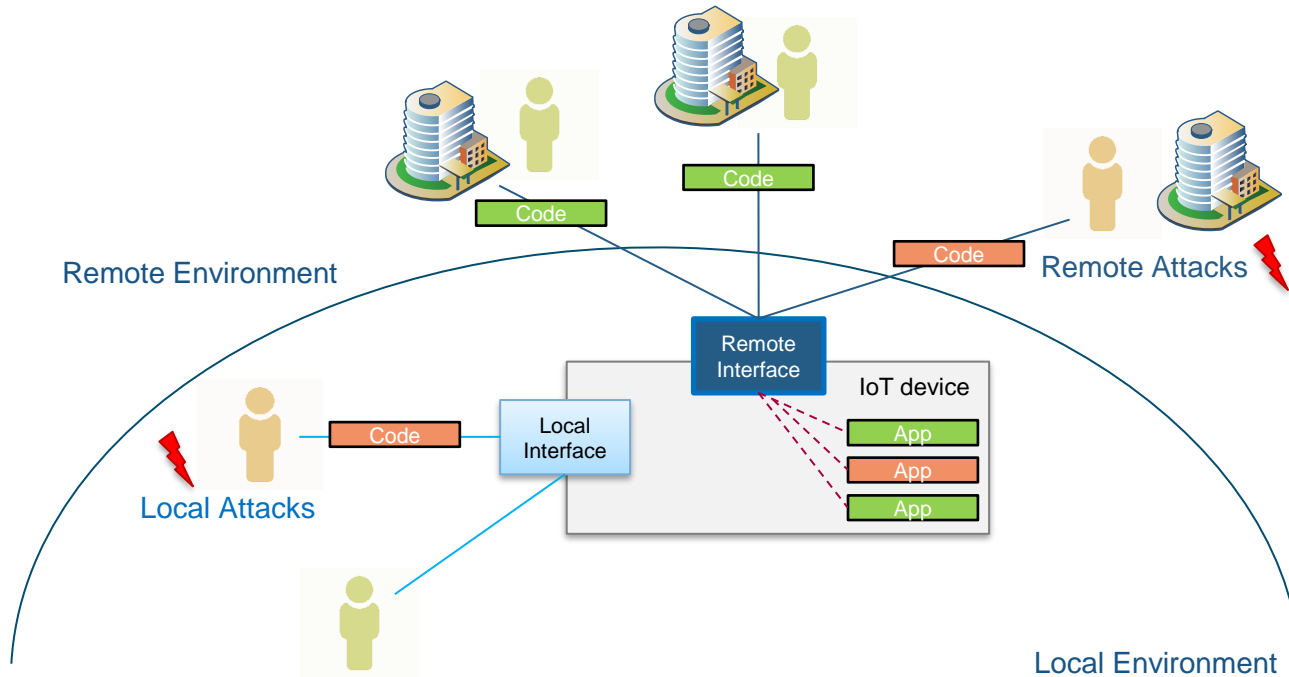 Code
Code
Code
Remote Environment
Remote Attacks
Remote
Interface
IoT device
Code
Local
Interface
App
App
App
Local Attacks
Local Environment